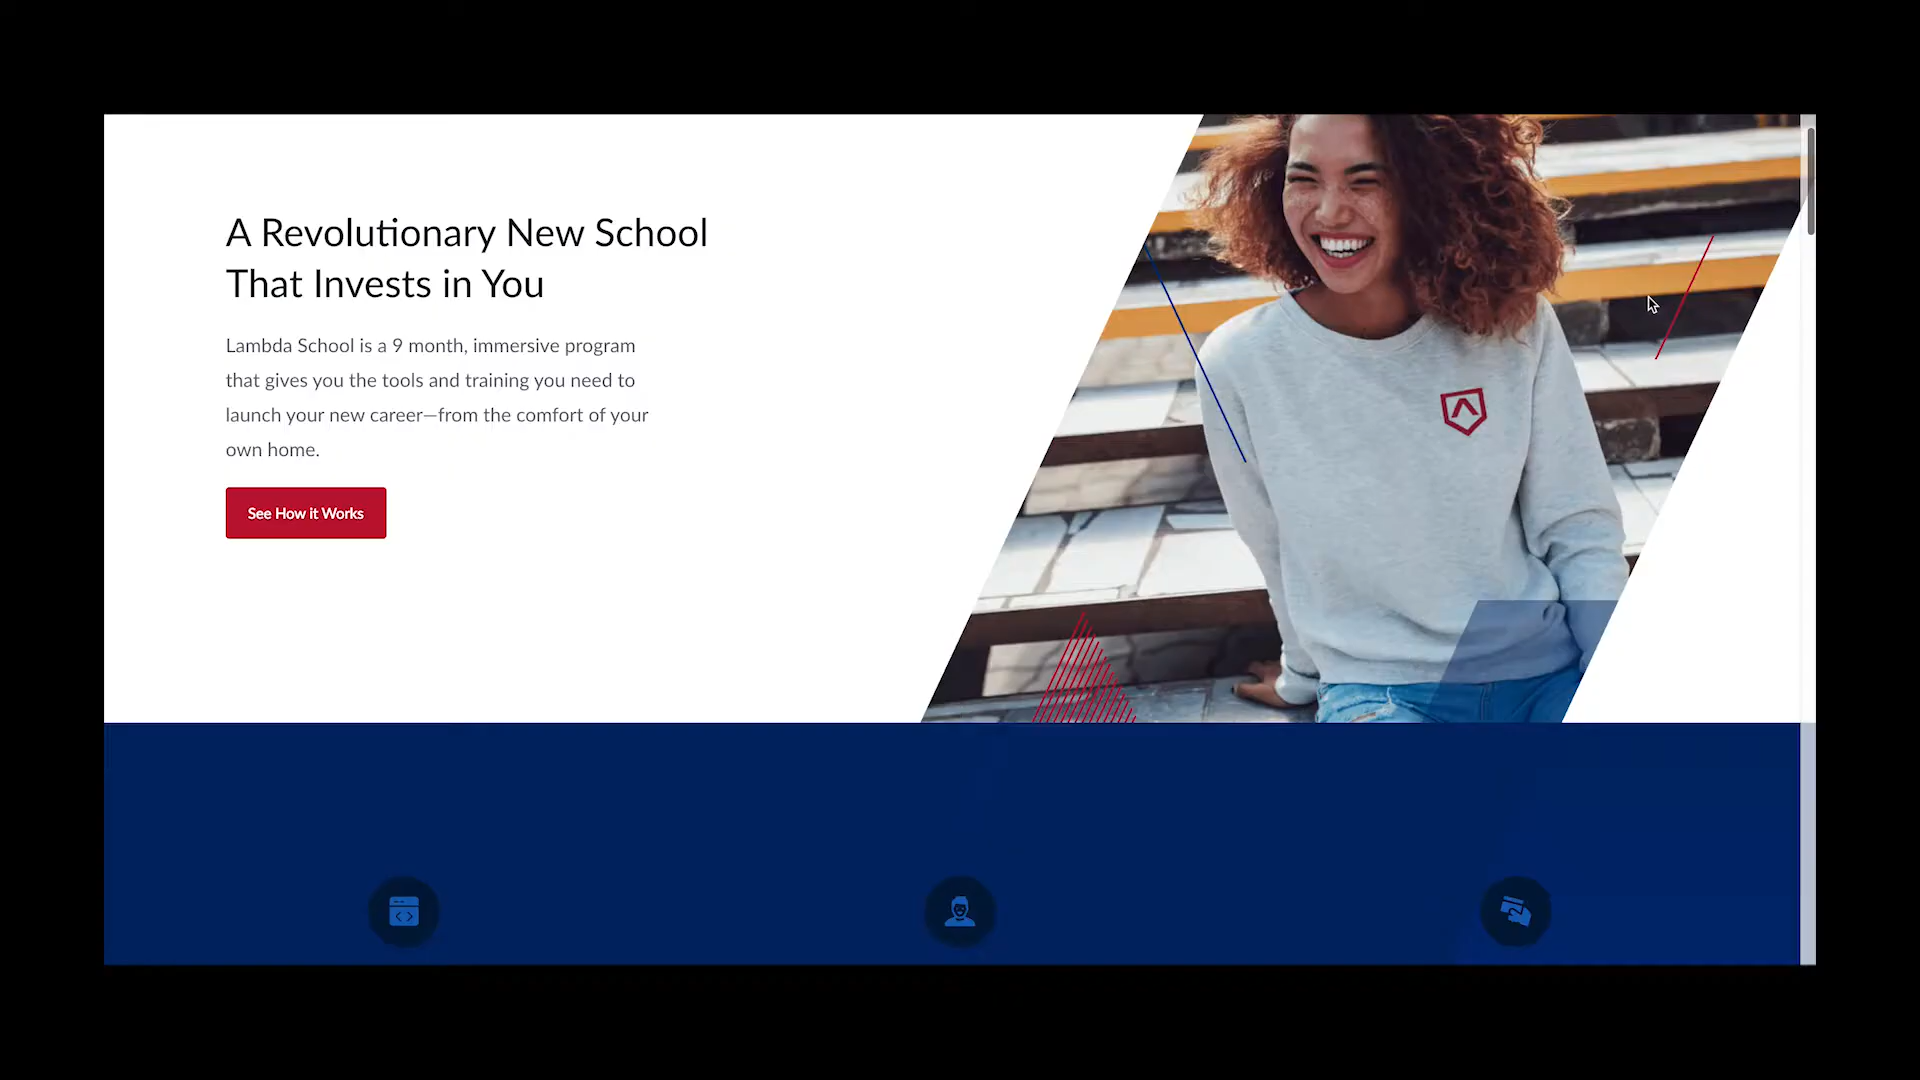 A Revolutionary New School
That Invests in You
Lambda School is a 9 month, immersive program
that gives you the tools and training you need to
launch your new career—from the comfort of your
own home.
See How it Works